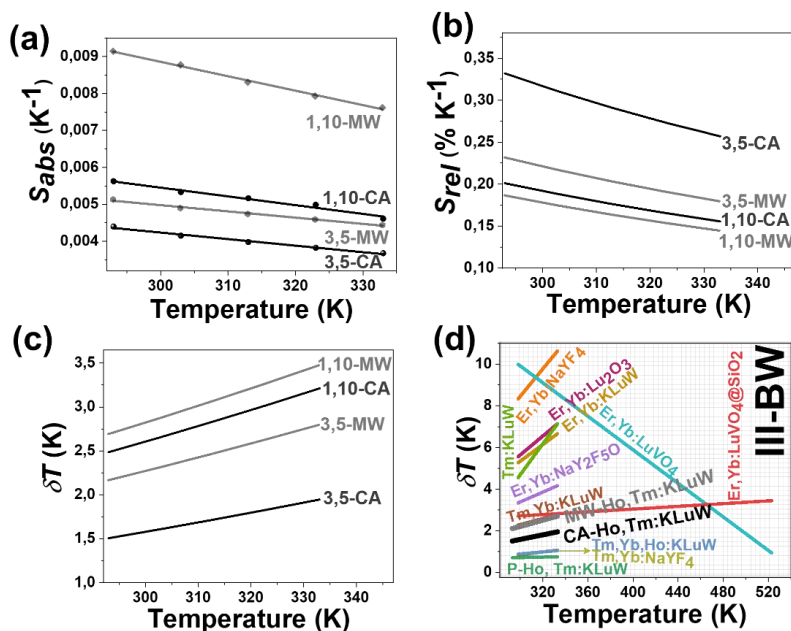 (a)
0,009
0,008
0,007
0,006
0,005
0,004
Sabs (K-1)
1,10-MW
1,10-CA
3,5-MW
3,5-CA
300 310 320 330
Temperature (K)
(b)
0,35
0,30
0,25
0,20
0,15
0,10
Srel (% K-1)
3,5-CA
3,5-MW
1,10-CA
1,10-MW
300 310 320 330 340
Temperature (K)
(c)
3,5
3,0
2,5
2,0
1,5
1,0
δT (K)
1,10-MW
1,10-CA
3,5-MW
3,5-CA
300 310 320 330 340
Temperature (K)
(d)
10
8
6
4
2
0
δT (K)
Er,Yb:NaYF4
Er,Yb:Lu2O3
Er,Yb:KLuW
Tm:KLuW
Er,Yb:LuVO4
Er,Yb:LuVO4@SiO2
III-BW
Er,Yb:NaY2F5O
Tm,Yb:KLuW
MW-Ho,Tm:KLuW
CA-Ho,Tm:KLuW
Tm,Yb,Ho:KLuW
Tm,Yb:NaYF4
P-Ho, Tm:KLuW
320 360 400 440 480 520
Temperature (K)